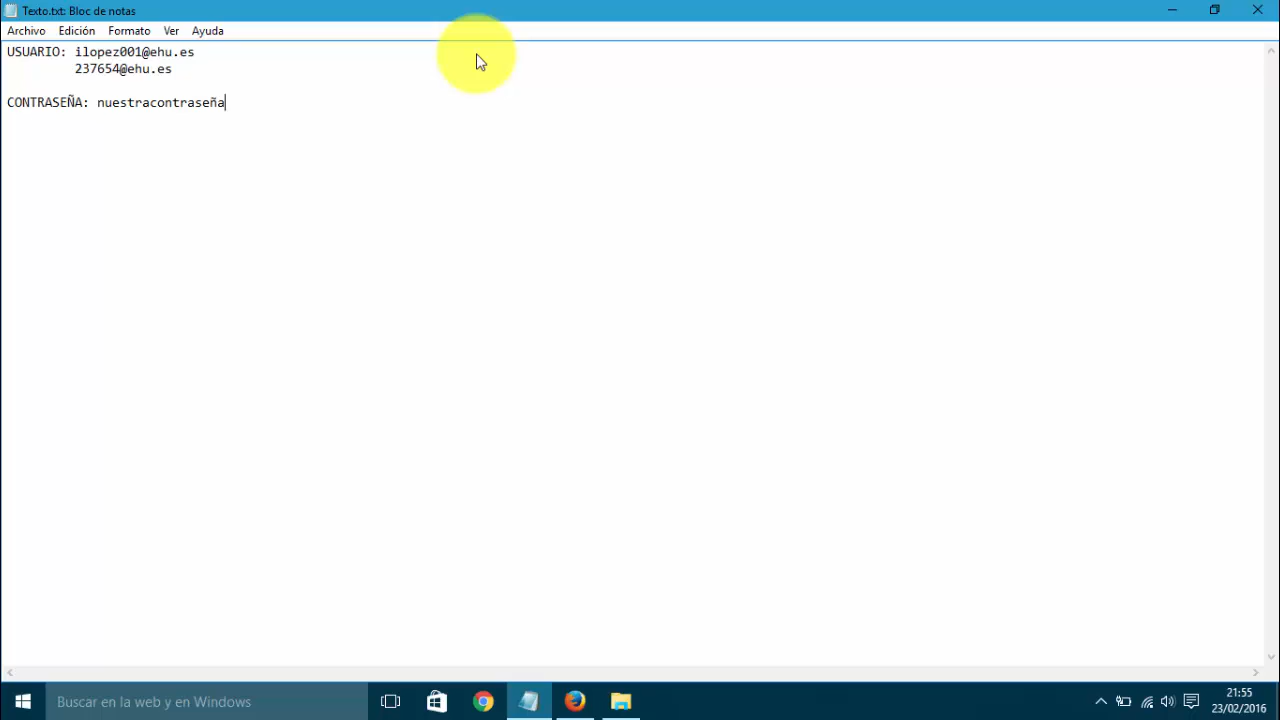 Texto.txt: Bloc de notas
Archivo Edición Formato Ver Ayuda
USUARIO: ilopez001@ehu.es
237654@ehu.es
CONTRASEÑA: nuestracontraseña
Buscar en la web y en Windows
21:55
23/02/2016